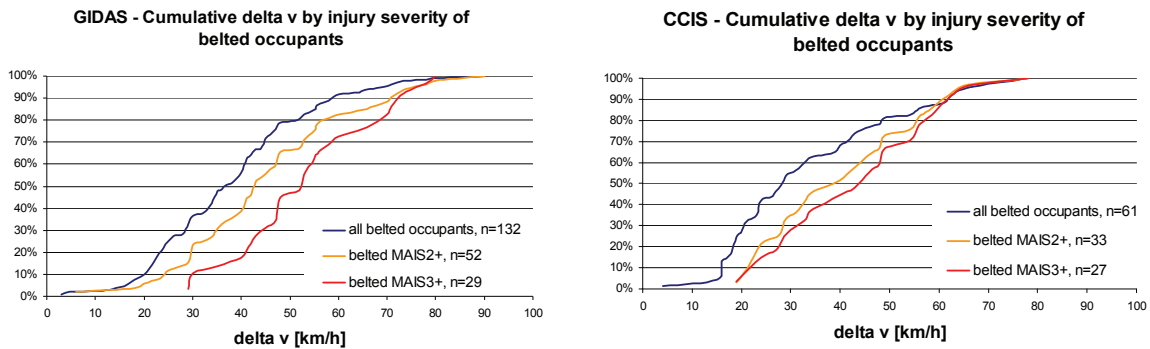 GIDAS - Cumulative delta v by injury severity of
belted occupants
100%
90%
80%
70%
60%
50%
40%
30%
20%
10%
0%
all belted occupants, n=132
belted MAIS2+, n=52
belted MAIS3+, n=29
0 10 20 30 40 50 60 70 80 90 100
delta v [km/h]
CCIS - Cumulative delta v by injury severity of
belted occupants
100%
90%
80%
70%
60%
50%
40%
30%
20%
10%
0%
all belted occupants, n=61
belted MAIS2+, n=33
belted MAIS3+, n=27
0 10 20 30 40 50 60 70 80 90 100
delta v [km/h]